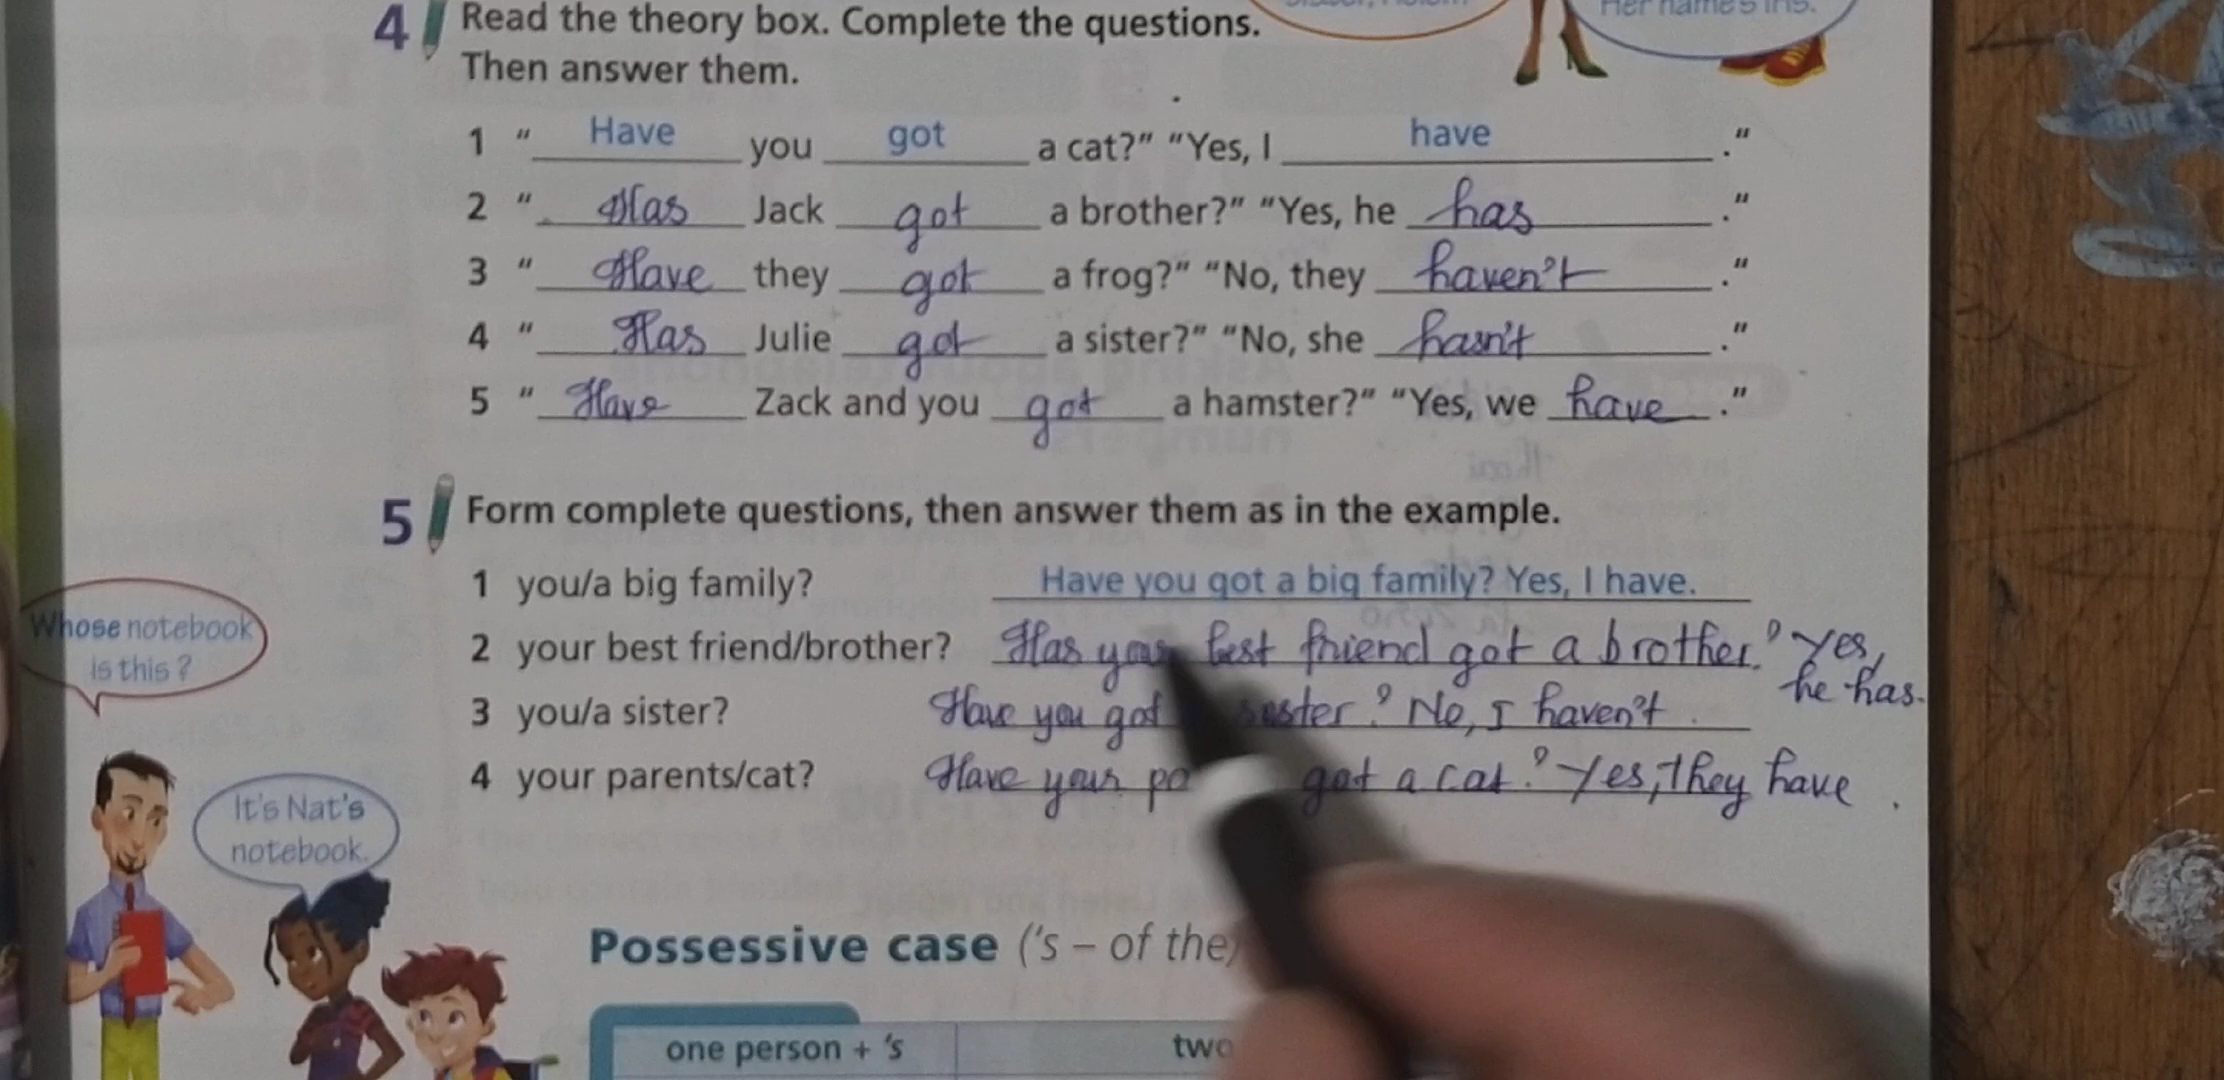 Her name's Iris.
4 Read the theory box. Complete the questions.
Then answer them.
1 " Have you got a cat?" "Yes, I have ."
2 " Has Jack got a brother?" "Yes, he has ."
3 " Have they got a frog?" "No, they haven't ."
4 " Has Julie got a sister?" "No, she hasn't ."
5 " Have Zack and you got a hamster?" "Yes, we have ."
5 Form complete questions, then answer them as in the example.
1 you/a big family? Have you got a big family? Yes, I have.
2 your best friend/brother? Has your best friend got a brother? Yes,
he has.
3 you/a sister? Have you got sister? No, I haven't .
4 your parents/cat? Have your got a cat? Yes, they have .
Whose notebook
is this?
It's Nat's
notebook.
Possessive case ('s – of the)
one person + 's